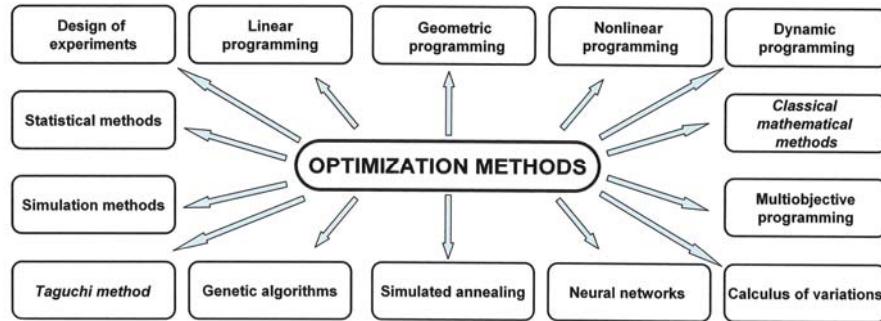 Design of experiments
Linear programming
Geometric programming
Nonlinear programming
Dynamic programming
Statistical methods
Classical mathematical methods
OPTIMIZATION METHODS
Simulation methods
Multiobjective programming
Taguchi method
Genetic algorithms
Simulated annealing
Neural networks
Calculus of variations